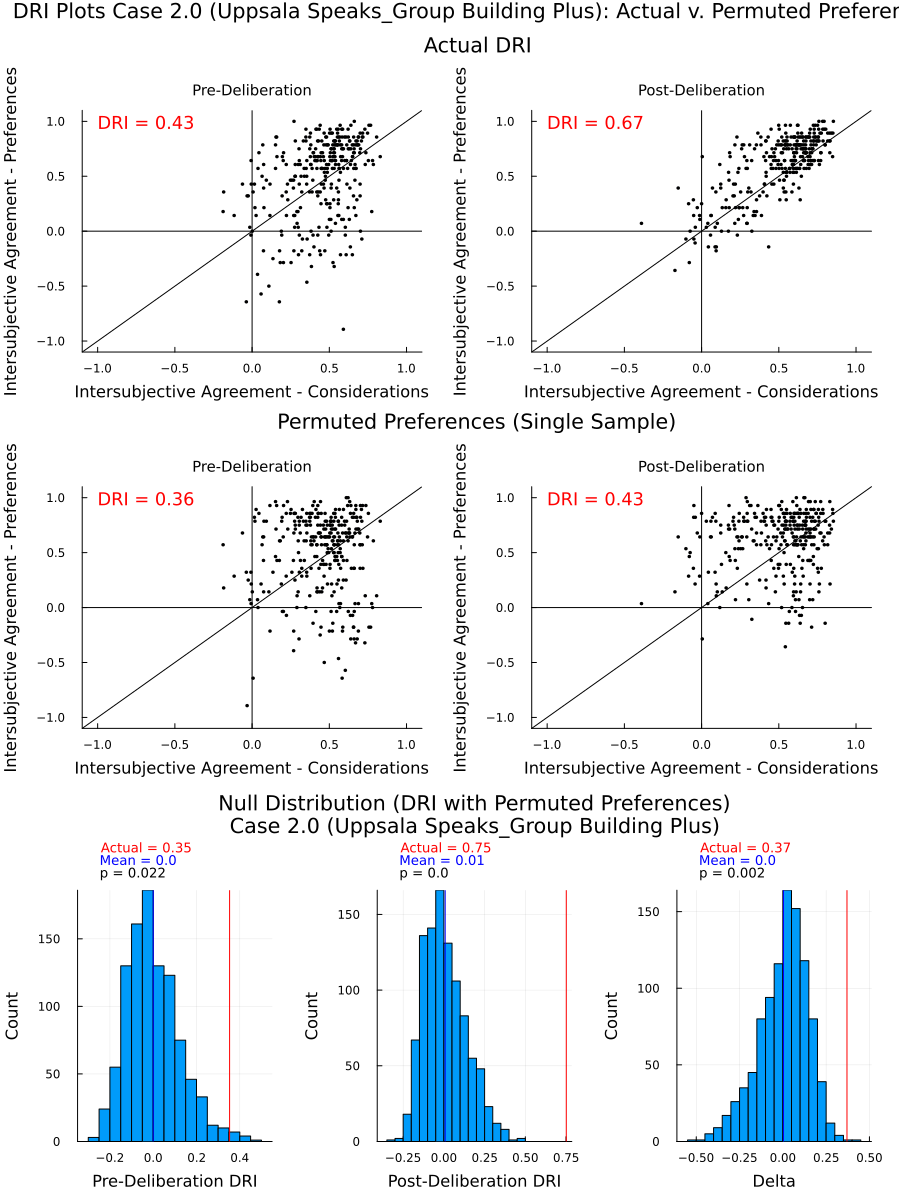 DRI Plots Case 2.0 (Uppsala Speaks_Group Building Plus): Actual v. Permuted Prefere
Actual DRI
Pre-Deliberation
Post-Deliberation
Intersubjective Agreement - Preferences
DRI = 0.43
1.0
0.5
0.0
−0.5
−1.0
−1.0 −0.5 0.0 0.5 1.0
Intersubjective Agreement - Considerations
Intersubjective Agreement - Preferences
DRI = 0.67
1.0
0.5
0.0
−0.5
−1.0
−1.0 −0.5 0.0 0.5 1.0
Intersubjective Agreement - Considerations
Permuted Preferences (Single Sample)
Pre-Deliberation
Post-Deliberation
Intersubjective Agreement - Preferences
DRI = 0.36
1.0
0.5
0.0
−0.5
−1.0
−1.0 −0.5 0.0 0.5 1.0
Intersubjective Agreement - Considerations
Intersubjective Agreement - Preferences
DRI = 0.43
1.0
0.5
0.0
−0.5
−1.0
−1.0 −0.5 0.0 0.5 1.0
Intersubjective Agreement - Considerations
Null Distribution (DRI with Permuted Preferences)
Case 2.0 (Uppsala Speaks_Group Building Plus)
Actual = 0.35
Mean = 0.0
p = 0.022
Count
150
100
50
0
−0.2 0.0 0.2 0.4
Pre-Deliberation DRI
Actual = 0.75
Mean = 0.01
p = 0.0
Count
150
100
50
0
−0.25 0.00 0.25 0.50 0.75
Post-Deliberation DRI
Actual = 0.37
Mean = 0.0
p = 0.002
Count
150
100
50
0
−0.50 −0.25 0.00 0.25 0.50
Delta